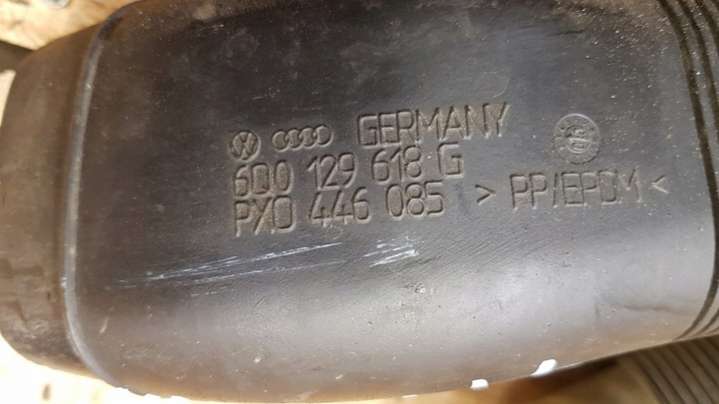 GERMANY
6Q0 129 618 G
PX0 446 085 > PP/EPDM <